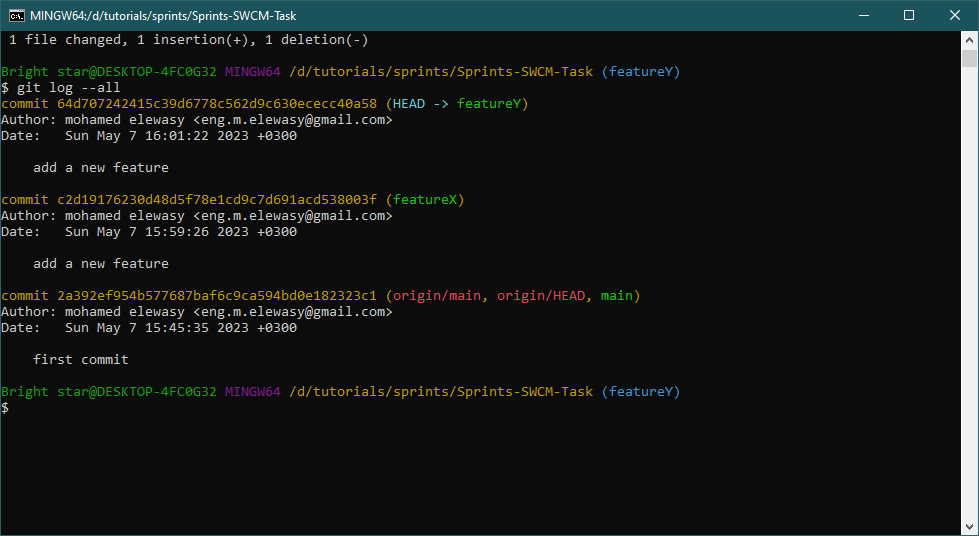 MINGW64:/d/tutorials/sprints/Sprints-SWCM-Task
1 file changed, 1 insertion(+), 1 deletion(-)
Bright star@DESKTOP-4FC0G32 MINGW64 /d/tutorials/sprints/Sprints-SWCM-Task (featureY)
$ git log --all
commit 64d707242415c39d6778c562d9c630ececc40a58 (HEAD -> featureY)
Author: mohamed elewasy <eng.m.elewasy@gmail.com>
Date:   Sun May 7 16:01:22 2023 +0300
    add a new feature
commit c2d19176230d48d5f78e1cd9c7d691acd538003f (featureX)
Author: mohamed elewasy <eng.m.elewasy@gmail.com>
Date:   Sun May 7 15:59:26 2023 +0300
    add a new feature
commit 2a392ef954b577687baf6c9ca594bd0e182323c1 (origin/main, origin/HEAD, main)
Author: mohamed elewasy <eng.m.elewasy@gmail.com>
Date:   Sun May 7 15:45:35 2023 +0300
    first commit
Bright star@DESKTOP-4FC0G32 MINGW64 /d/tutorials/sprints/Sprints-SWCM-Task (featureY)
$